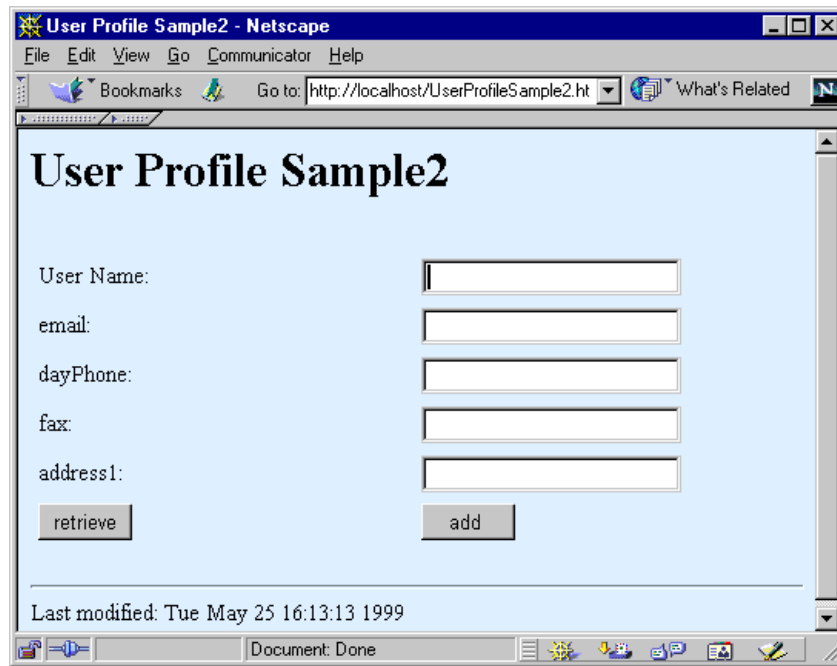 User Profile Sample2 - Netscape
File Edit View Go Communicator Help
Bookmarks Go to: http://localhost/UserProfileSample2.ht What's Related N
User Profile Sample2
User Name:
email:
dayPhone:
fax:
address1:
retrieve add
Last modified: Tue May 25 16:13:13 1999
Document: Done